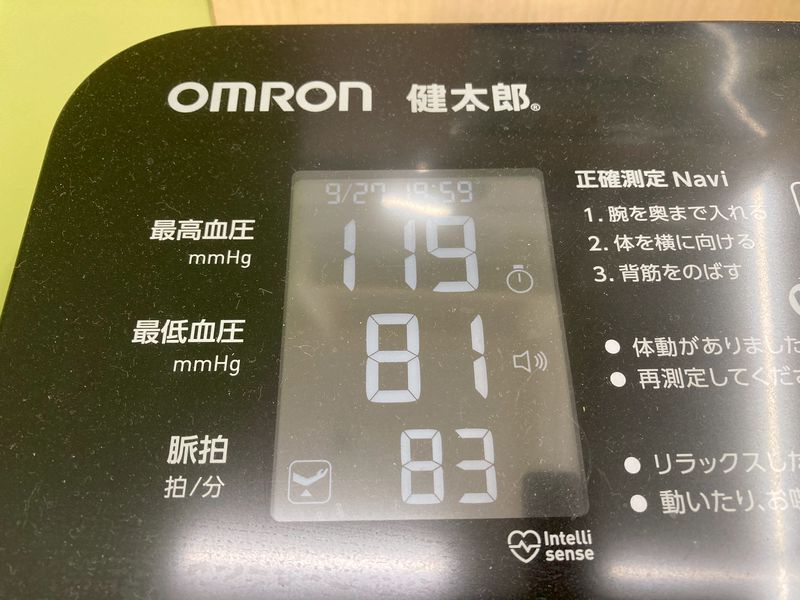 OMRON 健太郎®
9/27 19:59
最高血圧
mmHg
119
最低血圧
mmHg
81
脈拍
拍/分
83
Intelli
sense
正確測定 Navi
1. 腕を奥まで入れる
2. 体を横に向ける
3. 背筋をのばす
● 体動がありました
● 再測定してくださ
● リラックスした
● 動いたり、お